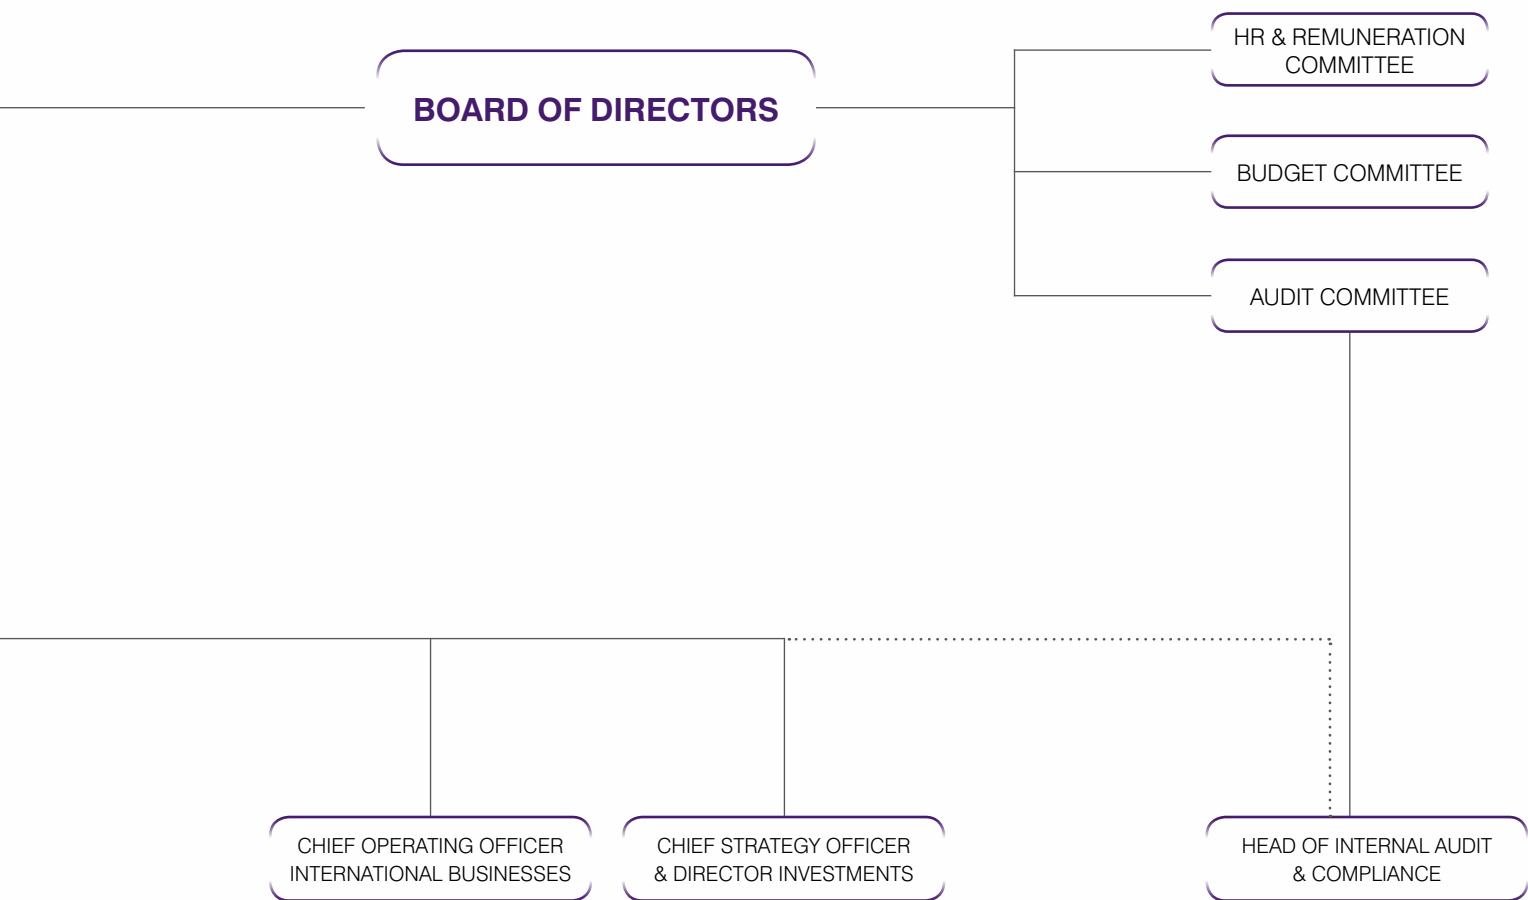 HR & REMUNERATION
COMMITTEE
BOARD OF DIRECTORS
BUDGET COMMITTEE
AUDIT COMMITTEE
CHIEF OPERATING OFFICER
INTERNATIONAL BUSINESSES
CHIEF STRATEGY OFFICER
& DIRECTOR INVESTMENTS
HEAD OF INTERNAL AUDIT
& COMPLIANCE